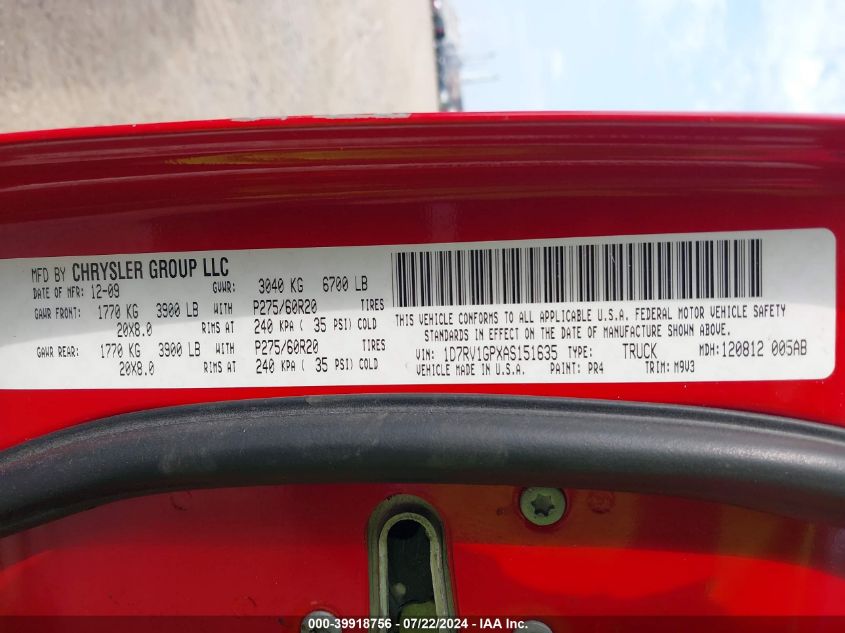 MFD BY CHRYSLER GROUP LLC
DATE OF MFR: 12-09 GVWR: 3040 KG 6700 LB
GAWR FRONT: 1770 KG 3900 LB WITH P275/60R20 TIRES
20X8.0 RIMS AT 240 KPA ( 35 PSI) COLD
GAWR REAR: 1770 KG 3900 LB WITH P275/60R20 TIRES
20X8.0 RIMS AT 240 KPA ( 35 PSI) COLD
THIS VEHICLE CONFORMS TO ALL APPLICABLE U.S.A. FEDERAL MOTOR VEHICLE SAFETY
STANDARDS IN EFFECT ON THE DATE OF MANUFACTURE SHOWN ABOVE.
VIN: 1D7RV1GPXAS151635 TYPE: TRUCK MDH: 120812 005AB
VEHICLE MADE IN U.S.A. PAINT: PR4 TRIM: M9V3
000-39918756 - 07/22/2024 - IAA Inc.